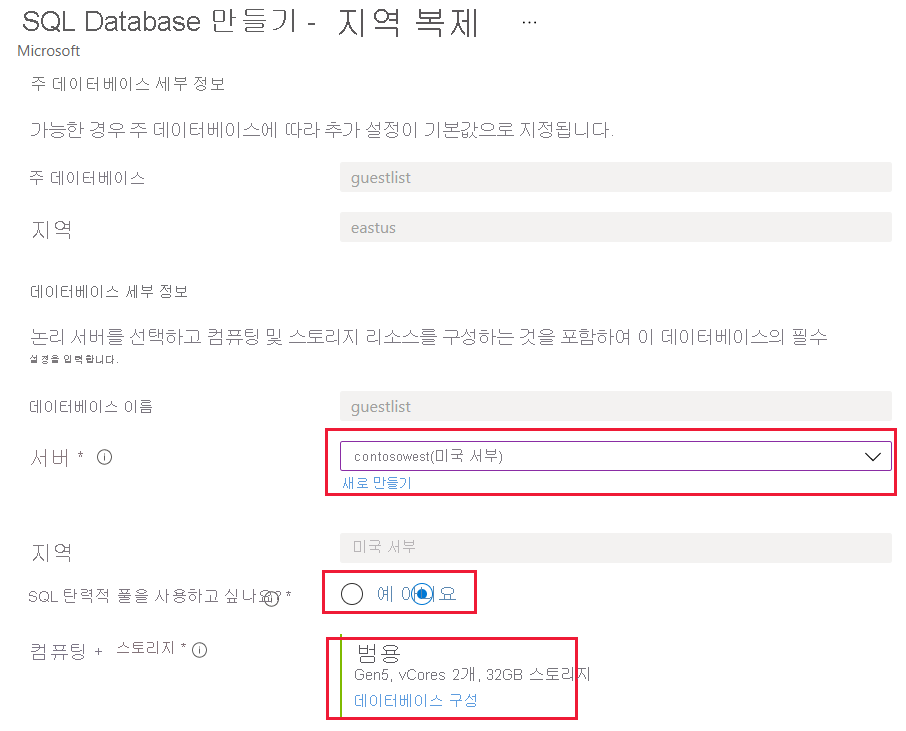 SQL Database 만들기 - 지역 복제 ...
Microsoft
주 데이터베이스 세부 정보
가능한 경우 주 데이터베이스에 따라 추가 설정이 기본값으로 지정됩니다.
주 데이터베이스 guestlist
지역 eastus
데이터베이스 세부 정보
논리 서버를 선택하고 컴퓨팅 및 스토리지 리소스를 구성하는 것을 포함하여 이 데이터베이스의 필수
설정을 입력합니다.
데이터베이스 이름 guestlist
서버 * contosowest(미국 서부)
새로 만들기
지역 미국 서부
SQL 탄력적 풀을 사용하고 싶나요? * 예 아니요
컴퓨팅 + 스토리지 * 범용
Gen5, vCores 2개, 32GB 스토리지
데이터베이스 구성